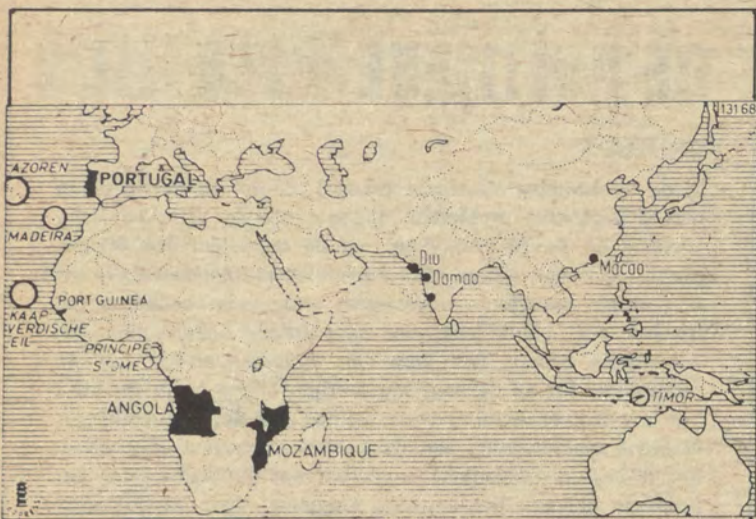 13168
AZOREN
PORTUGAL
MADEIRA
Diu
Damao
Macao
KAAP
VERDISCHE
EIL
PORT GUINEA
PRINCIPE
S TOME
ANGOLA
TIMOR
MOZAMBIQUE